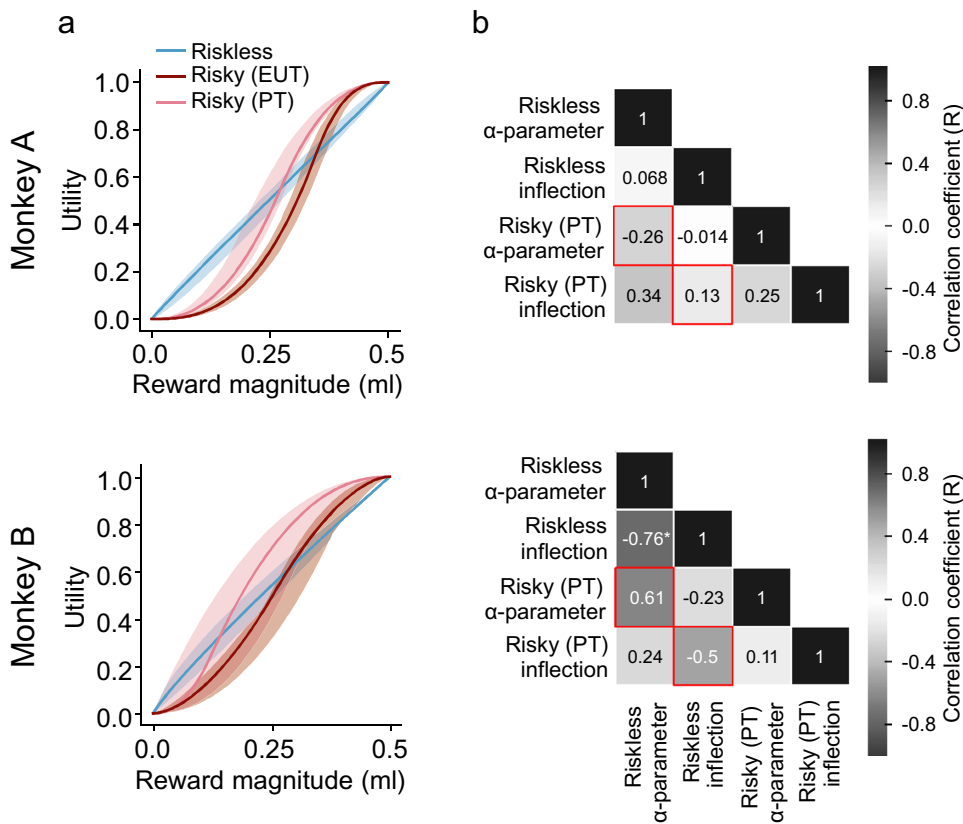 a
Riskless
Risky (EUT)
Risky (PT)
Monkey A
Utility
1.0
0.8
0.6
0.4
0.2
0.0
0.0
0.25
0.5
Reward magnitude (ml)
Monkey B
Utility
1.0
0.8
0.6
0.4
0.2
0.0
0.0
0.25
0.5
Reward magnitude (ml)
b
Riskless
α-parameter
1
Riskless
inflection
0.068
1
Risky (PT)
α-parameter
-0.26
-0.014
1
Risky (PT)
inflection
0.34
0.13
0.25
1
0.8
0.4
0.0
-0.4
-0.8
Correlation coefficient (R)
Riskless
α-parameter
1
Riskless
inflection
-0.76*
1
Risky (PT)
α-parameter
0.61
-0.23
1
Risky (PT)
inflection
0.24
-0.5
0.11
1
Riskless
α-parameter
Riskless
inflection
Risky (PT)
α-parameter
Risky (PT)
inflection
0.8
0.4
0.0
-0.4
-0.8
Correlation coefficient (R)